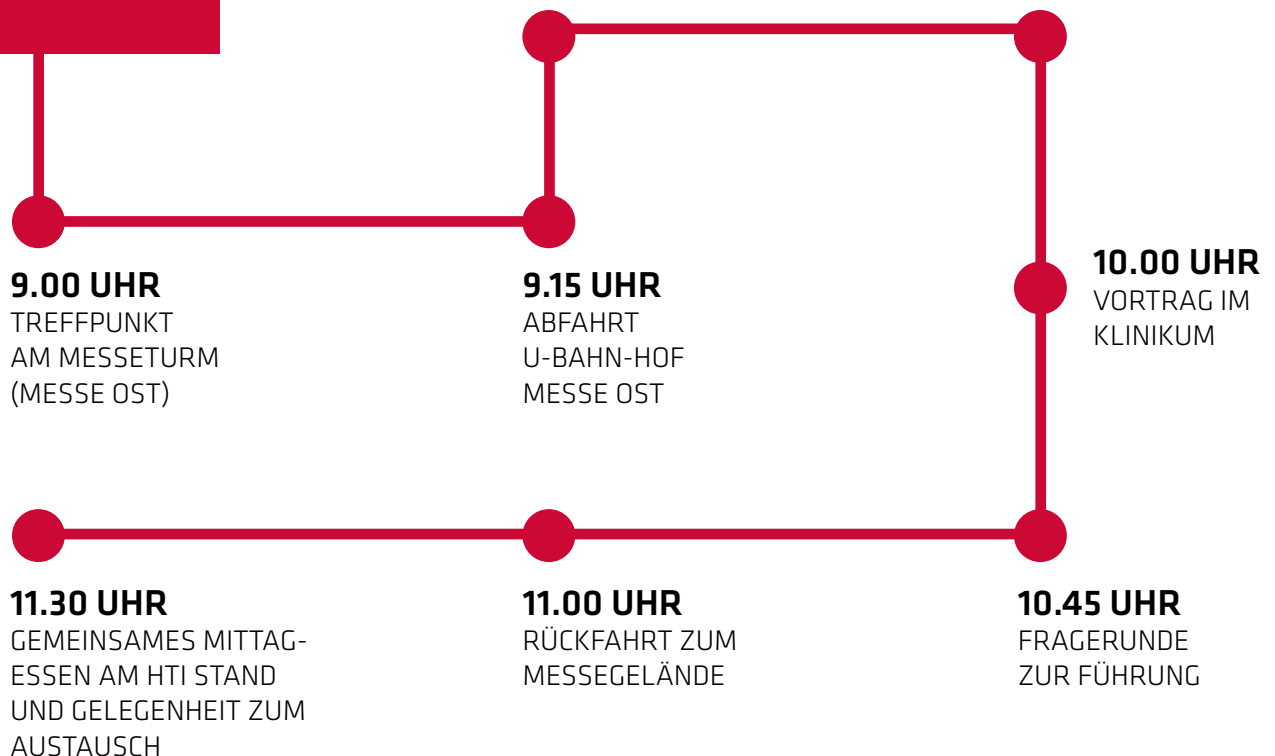 9.00 UHR
TREFFPUNKT
AM MESSETURM
(MESSE OST)
9.15 UHR
ABFAHRT
U-BAHN-HOF
MESSE OST
10.00 UHR
VORTRAG IM
KLINIKUM
10.45 UHR
FRAGERUNDE
ZUR FÜHRUNG
11.00 UHR
RÜCKFAHRT ZUM
MESSEGELÄNDE
11.30 UHR
GEMEINSAMES MITTAG-
ESSEN AM HTI STAND
UND GELEGENHEIT ZUM
AUSTAUSCH